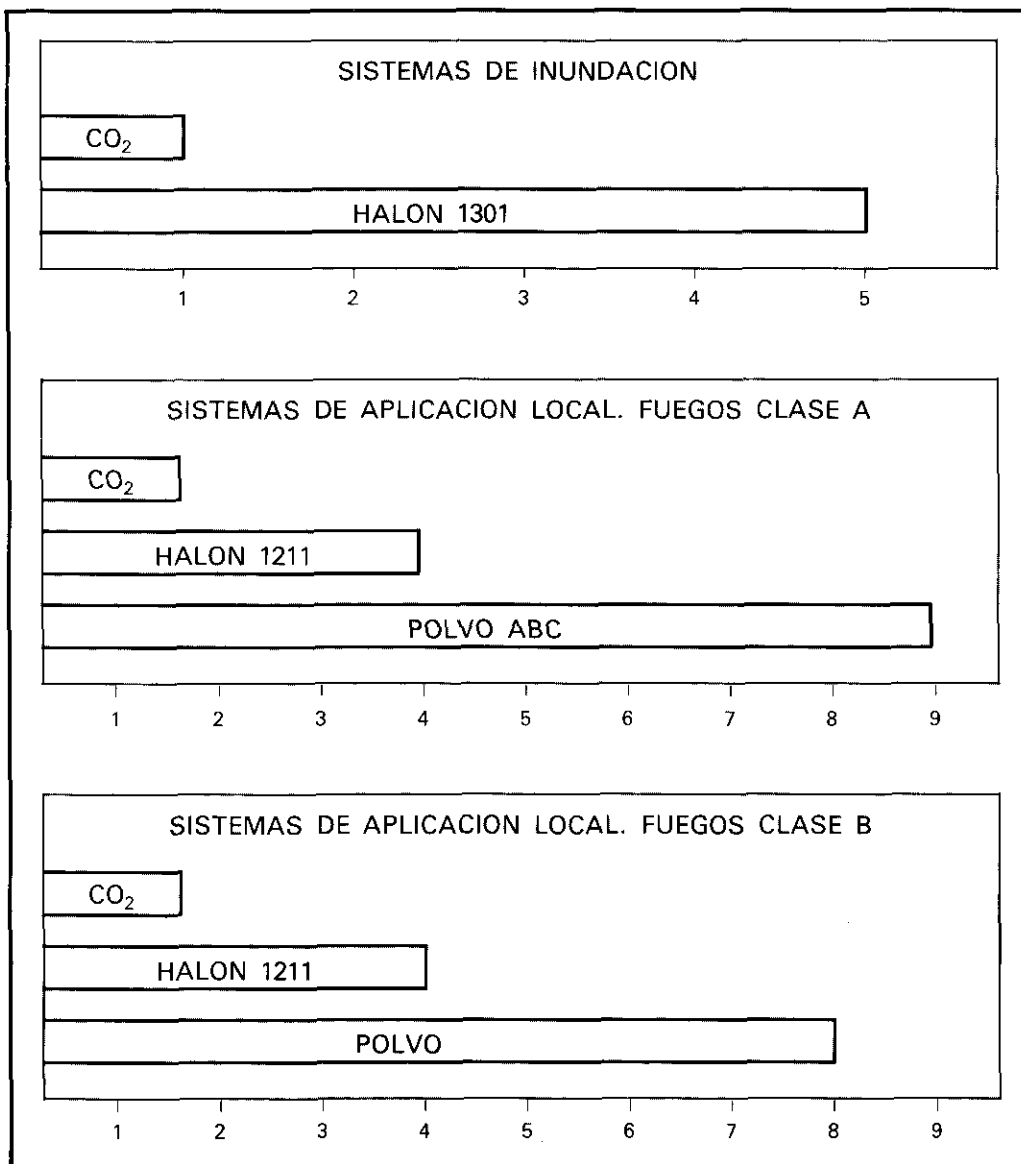 SISTEMAS DE INUNDACION
CO₂
HALON 1301
1 2 3 4 5
SISTEMAS DE APLICACION LOCAL. FUEGOS CLASE A
CO₂
HALON 1211
POLVO ABC
1 2 3 4 5 6 7 8 9
SISTEMAS DE APLICACION LOCAL. FUEGOS CLASE B
CO₂
HALON 1211
POLVO
1 2 3 4 5 6 7 8 9